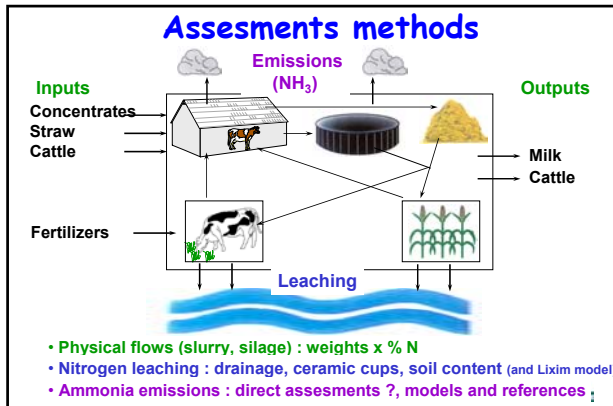 Assesments methods
Emissions
(NH3)
Inputs
Outputs
Concentrates
Straw
Cattle
Milk
Cattle
Fertilizers
Leaching
• Physical flows (slurry, silage) : weights x % N
• Nitrogen leaching : drainage, ceramic cups, soil content (and Lixim model
• Ammonia emissions : direct assesments ?, models and references